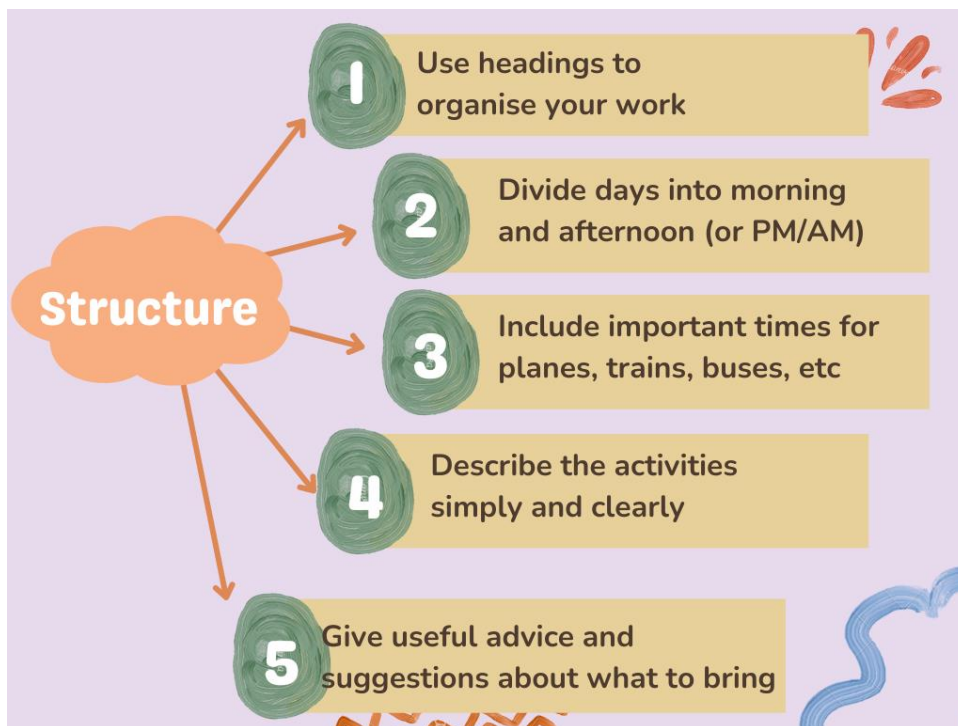 Structure
1
Use headings to
organise your work
2
Divide days into morning
and afternoon (or PM/AM)
3
Include important times for
planes, trains, buses, etc
4
Describe the activities
simply and clearly
5
Give useful advice and
suggestions about what to bring